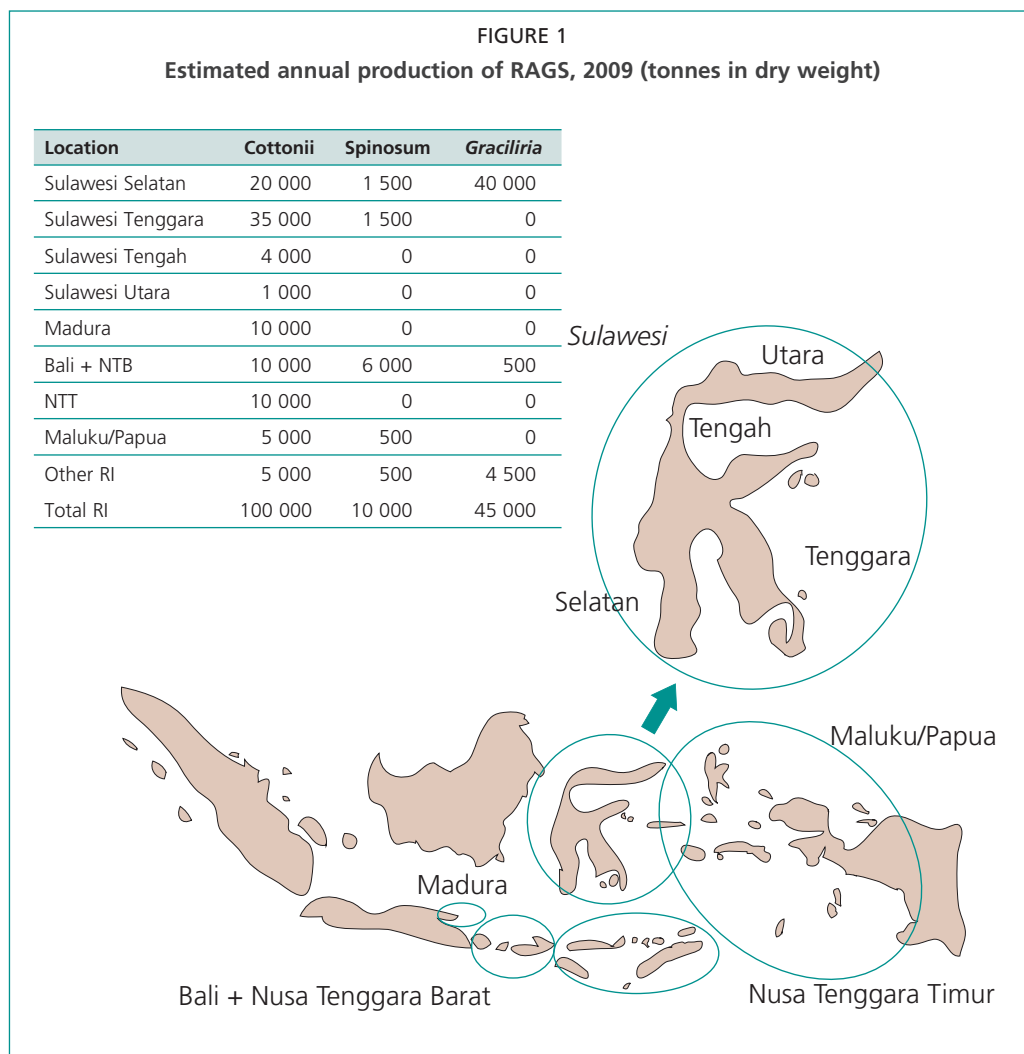 FIGURE 1
Estimated annual production of RAGS, 2009 (tonnes in dry weight)
Location Cottonii Spinosum Graciliria
Sulawesi Selatan 20 000 1 500 40 000
Sulawesi Tenggara 35 000 1 500 0
Sulawesi Tengah 4 000 0 0
Sulawesi Utara 1 000 0 0
Madura 10 000 0 0
Bali + NTB 10 000 6 000 500
NTT 10 000 0 0
Maluku/Papua 5 000 500 0
Other RI 5 000 500 4 500
Total RI 100 000 10 000 45 000
Sulawesi
Utara
Tengah
Tenggara
Selatan
Maluku/Papua
Madura
Bali + Nusa Tenggara Barat
Nusa Tenggara Timur